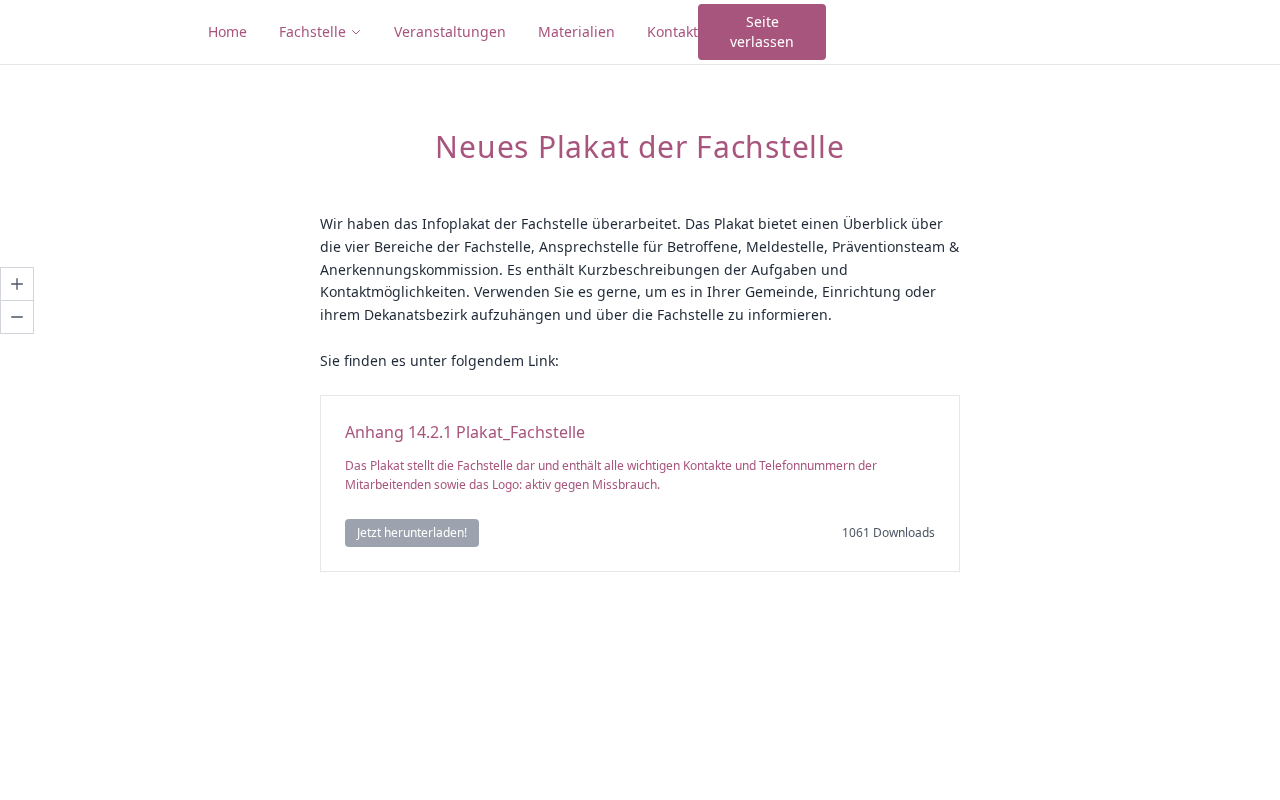 Home
Fachstelle
Veranstaltungen
Materialien
Kontakt
Seite
verlassen
Neues Plakat der Fachstelle
Wir haben das Infoplakat der Fachstelle überarbeitet. Das Plakat bietet einen Überblick über
die vier Bereiche der Fachstelle, Ansprechstelle für Betroffene, Meldestelle, Präventionsteam &
Anerkennungskommission. Es enthält Kurzbeschreibungen der Aufgaben und
Kontaktmöglichkeiten. Verwenden Sie es gerne, um es in Ihrer Gemeinde, Einrichtung oder
ihrem Dekanatsbezirk aufzuhängen und über die Fachstelle zu informieren.
Sie finden es unter folgendem Link:
Anhang 14.2.1 Plakat_Fachstelle
Das Plakat stellt die Fachstelle dar und enthält alle wichtigen Kontakte und Telefonnummern der
Mitarbeitenden sowie das Logo: aktiv gegen Missbrauch.
Jetzt herunterladen!
1061 Downloads